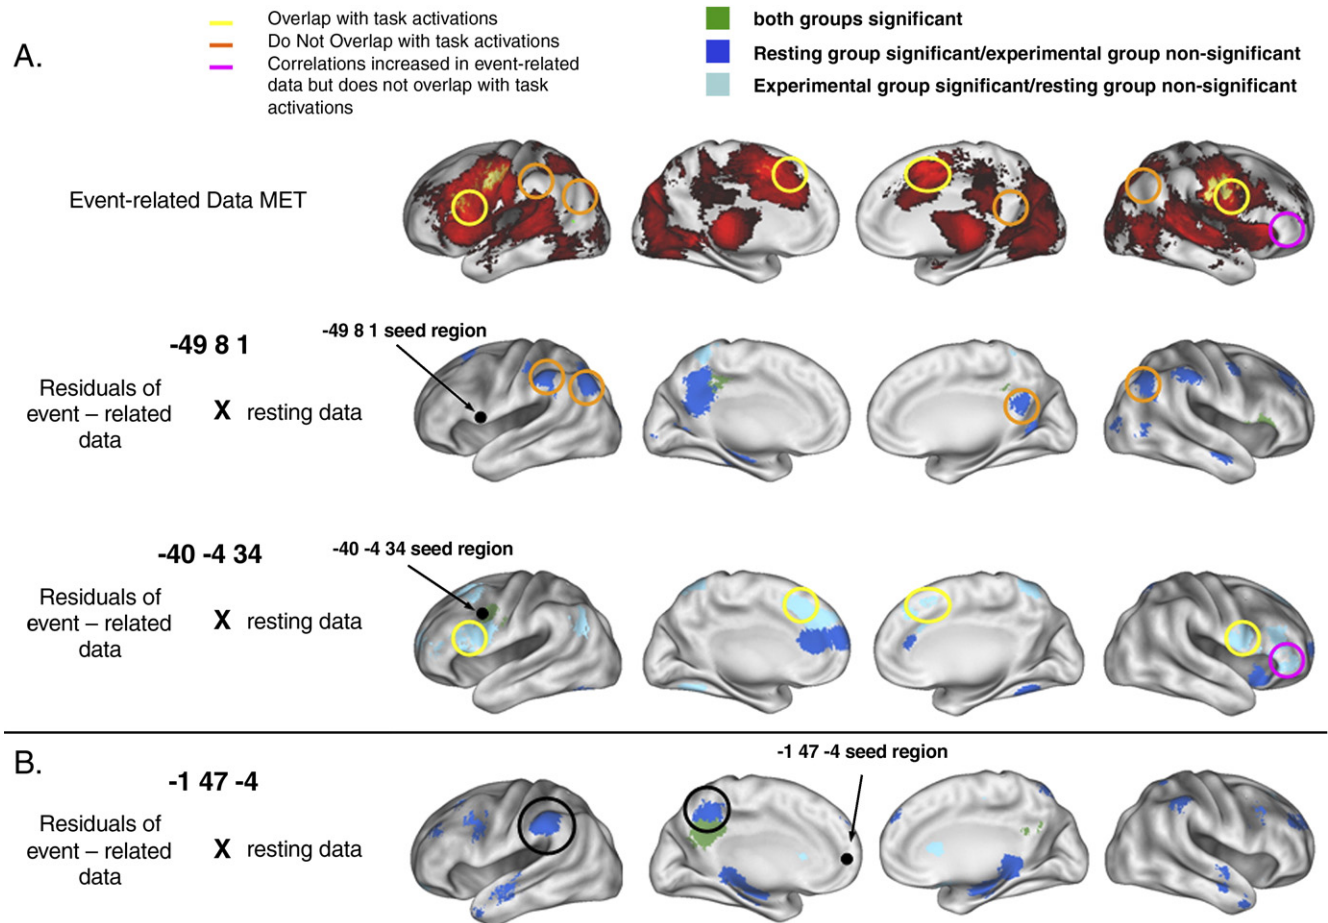 Overlap with task activations
Do Not Overlap with task activations
Correlations increased in event-related
data but does not overlap with task
activations
both groups significant
Resting group significant/experimental group non-significant
Experimental group significant/resting group non-significant
A.
Event-related Data MET
-49 8 1
-49 8 1 seed region
Residuals of
event – related
data
X resting data
-40 -4 34
-40 -4 34 seed region
Residuals of
event – related
data
X resting data
B.
-1 47 -4
-1 47 -4 seed region
Residuals of
event – related
data
X resting data